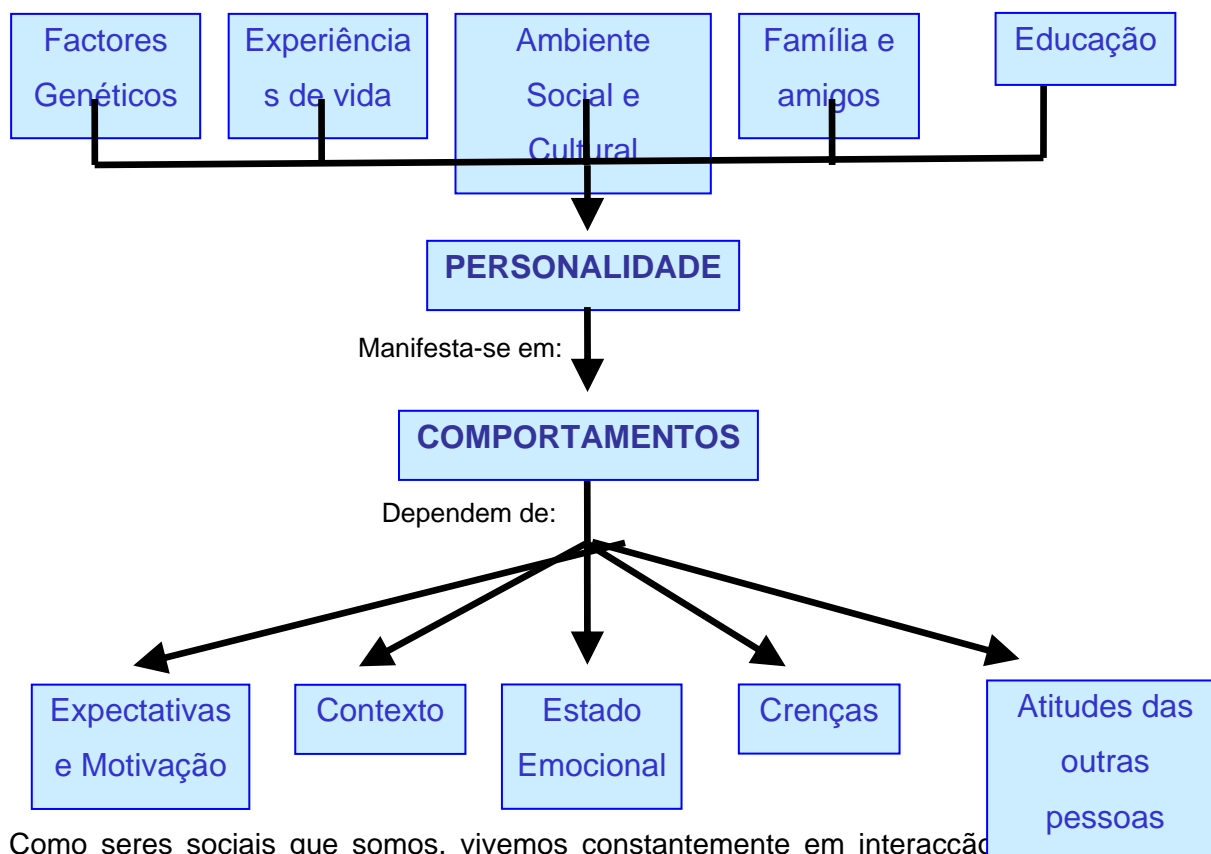 Factores
Genéticos
Experiência
s de vida
Ambiente
Social e
Cultural
Família e
amigos
Educação
PERSONALIDADE
Manifesta-se em:
COMPORTAMENTOS
Dependem de:
Expectativas
e Motivação
Contexto
Estado
Emocional
Crenças
Atitudes das
outras
pessoas
Como seres sociais que somos, vivemos constantemente em interacção